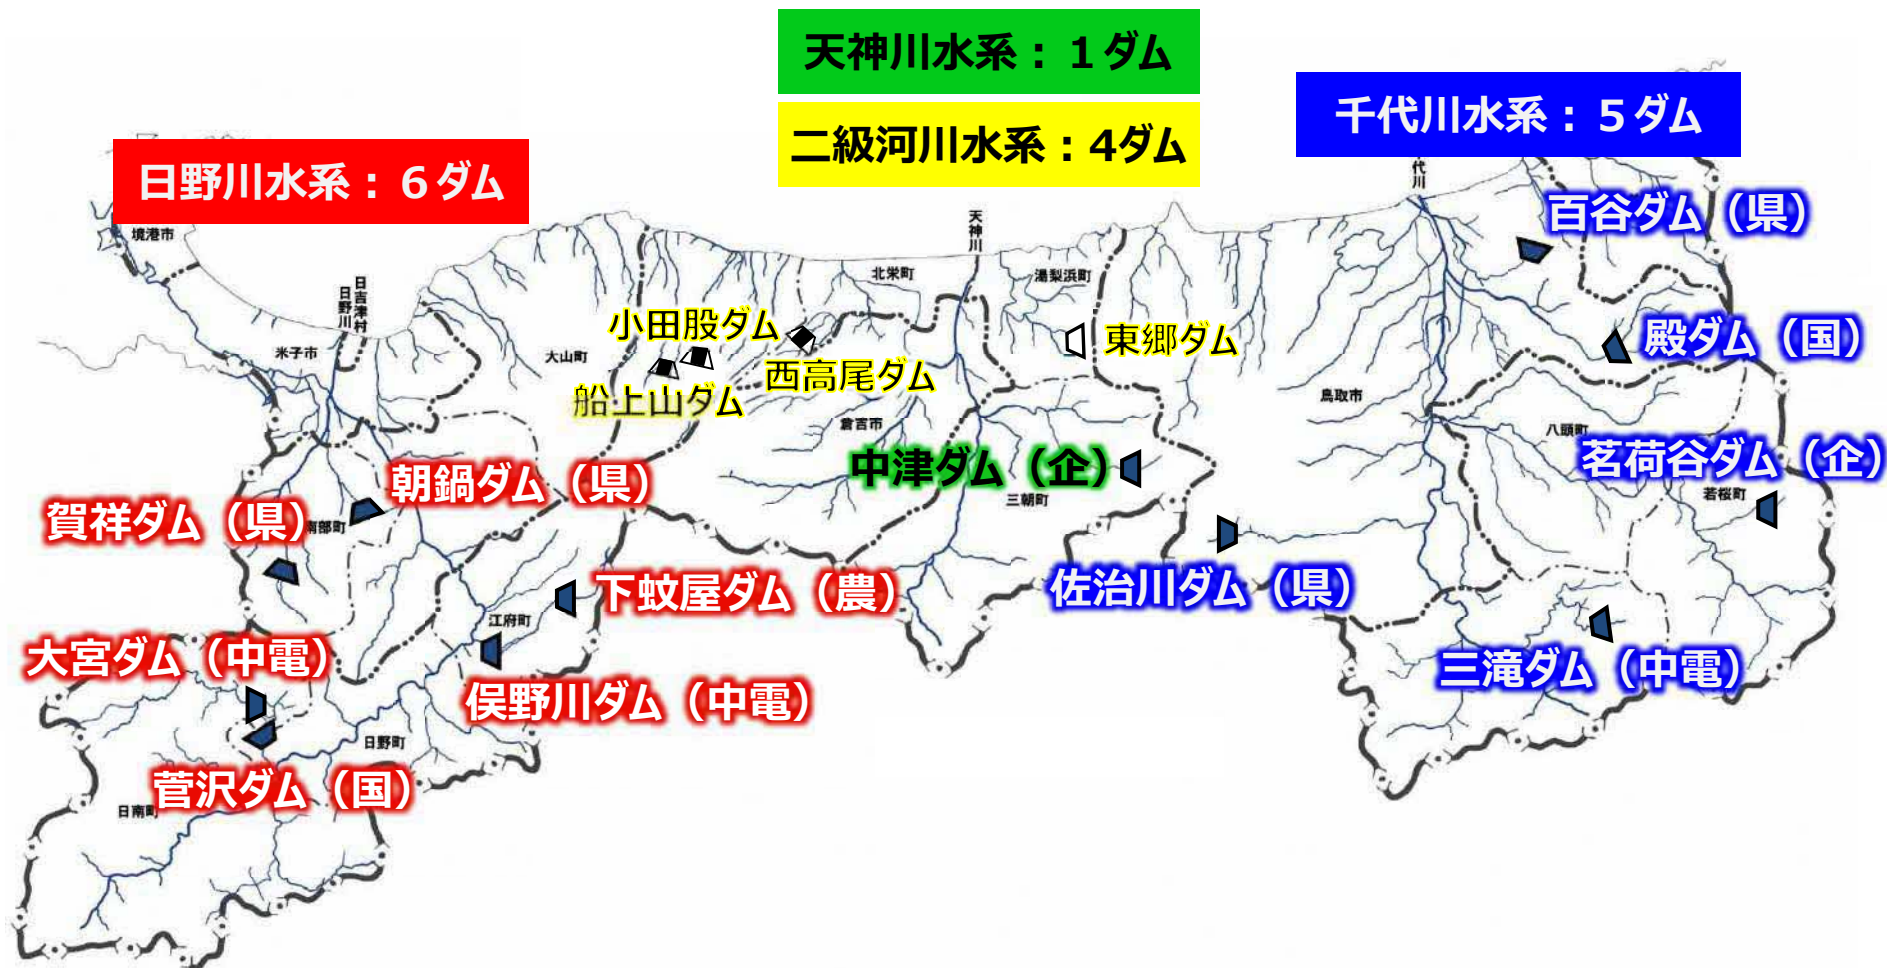 天神川水系：１ダム
二級河川水系：4ダム
千代川水系：５ダム
日野川水系：６ダム
代川
百谷ダム（県）
境港市
天神川
北栄町
湯梨浜町
日吉津村
日野川
小田股ダム
東郷ダム
殿ダム（国）
米子市
大山町
西高尾ダム
船上山ダム
鳥取市
倉吉市
八頭町
中津ダム（企）
茗荷谷ダム（企）
朝鍋ダム（県）
三朝町
若桜町
賀祥ダム（県）
南部町
下蚊屋ダム（農）
佐治川ダム（県）
江府町
大宮ダム（中電）
三滝ダム（中電）
俣野川ダム（中電）
日野町
菅沢ダム（国）
日南町